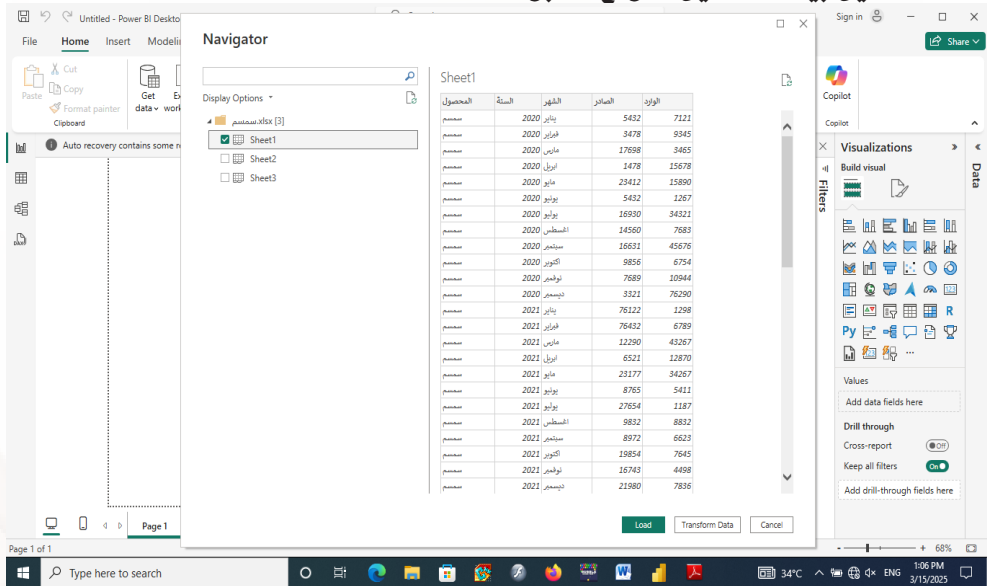 Untitled - Power BI Deskto
Sign in
File Home Insert Modeli
Share
Cut
Copy
Format painter
Paste
Clipboard
Get data
work
Copilot
Copilot
Auto recovery contains some r
Navigator
Display Options
سمسم.xlsx [3]
Sheet1
Sheet2
Sheet3
Sheet1
المحصول السنة الشهر الصادر الوارد
سمسم 2020 يناير 5432 7121
سمسم 2020 فبراير 3478 9345
سمسم 2020 مارس 17698 3465
سمسم 2020 ابريل 1478 15678
سمسم 2020 مايو 23412 15890
سمسم 2020 يونيو 5432 1267
سمسم 2020 يوليو 16930 34321
سمسم 2020 اغسطس 14560 7683
سمسم 2020 سبتمبر 16631 45676
سمسم 2020 اكتوبر 9856 6754
سمسم 2020 نوفمبر 7689 10944
سمسم 2020 ديسمبر 3321 76290
سمسم 2021 يناير 76122 1298
سمسم 2021 فبراير 76432 6789
سمسم 2021 مارس 12290 43267
سمسم 2021 ابريل 6521 12870
سمسم 2021 مايو 23177 34267
سمسم 2021 يونيو 8765 5411
سمسم 2021 يوليو 27654 1187
سمسم 2021 اغسطس 9832 8832
سمسم 2021 سبتمبر 8972 6623
سمسم 2021 اكتوبر 19854 7645
سمسم 2021 نوفمبر 16743 4498
سمسم 2021 ديسمبر 21980 7836
Load Transform Data Cancel
Filters
Visualizations
Data
Build visual
123
R
Py
Values
Add data fields here
Drill through
Cross-report Off
Keep all filters On
Add drill-through fields here
Page 1
Page 1 of 1
68%
Type here to search
34°C
ENG
1:06 PM
3/15/2025